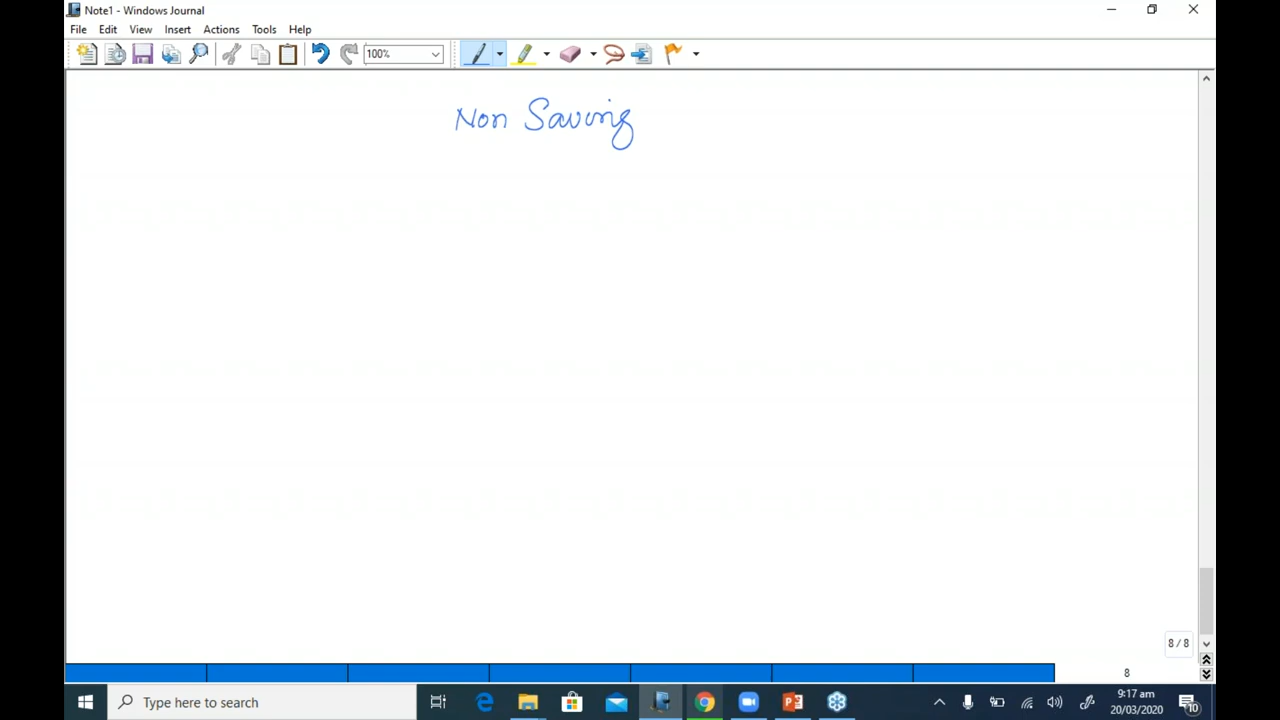 Note1 - Windows Journal
File Edit View Insert Actions Tools Help
100%
Non Saving
8 / 8
8
Type here to search
9:17 am
20/03/2020
10